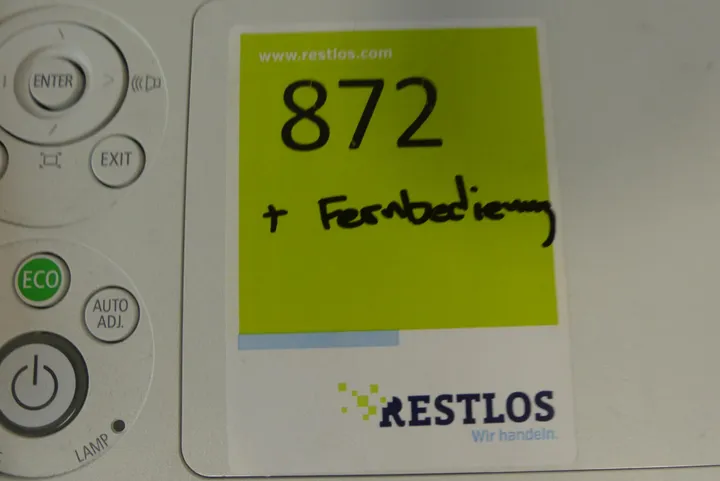 www.restlos.com
872
+ Fernbedienung
RESTLOS
Wir handeln.
ENTER
EXIT
ECO
AUTO
ADJ.
LAMP